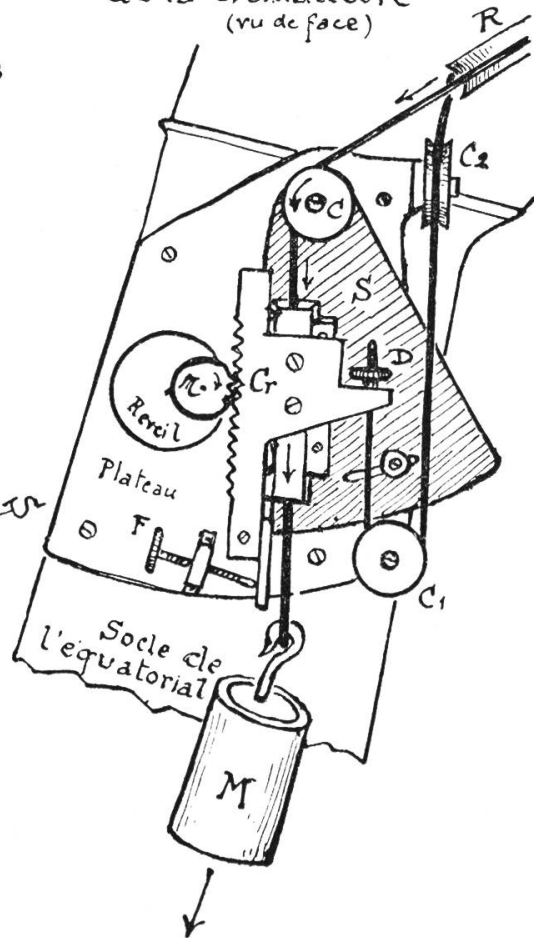 (vu de face)
R
C2
C
S
D
r
Cr
Reveil
Plateau
F
C1
Socle de
l'equatorial
M